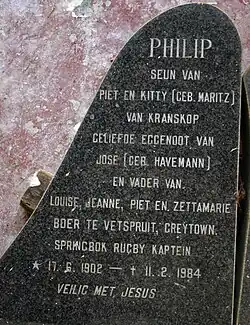 PHILIP
SEUN VAN
PIET EN KITTY (GEB. MARITZ)
VAN KRANSKOP
GELIEFDE EGGENOOT VAN
JOSÉ (GEB. HAVEMANN)
EN VADER VAN.
LOUISE, JEANNE, PIET EN, ZETTAMARIE
BOER TE VETSPRUIT, GREYTOWN.
SPRINGBOK RUGBY KAPTEIN
* 17. 6. 1902 — † 11. 2. 1984
VEILIG MET, JESUS